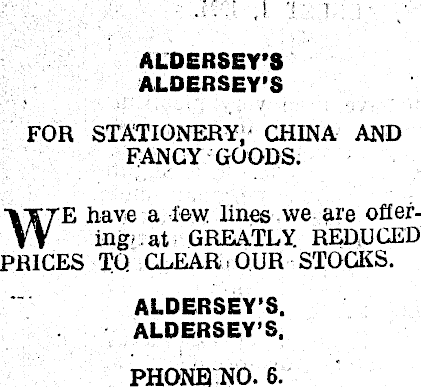 ALDERSEY'S
ALDERSEY'S
FOR STATIONERY, CHINA AND
FANCY GOODS.
WE have a few lines we are offer-
ing at GREATLY REDUCED
PRICES TO CLEAR OUR STOCKS.
ALDERSEY'S.
ALDERSEY'S.
PHONE NO. 6.